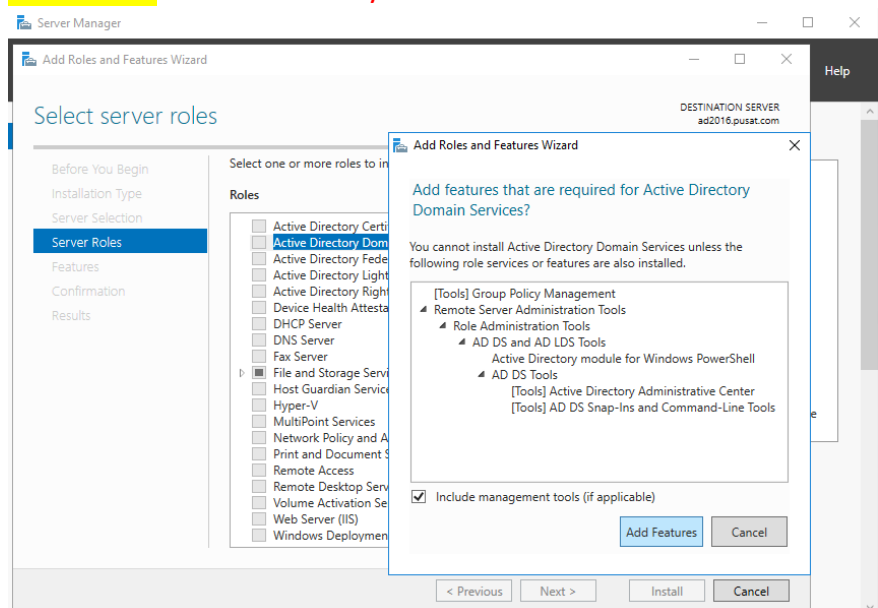 Server Manager
Add Roles and Features Wizard
Help
Select server roles
DESTINATION SERVER
ad2016.pusat.com
Before You Begin
Installation Type
Server Selection
Server Roles
Features
Confirmation
Results
Select one or more roles to in
Roles
Active Directory Certi
Active Directory Dom
Active Directory Fede
Active Directory Light
Active Directory Right
Device Health Attesta
DHCP Server
DNS Server
Fax Server
File and Storage Servi
Host Guardian Service
Hyper-V
MultiPoint Services
Network Policy and A
Print and Document S
Remote Access
Remote Desktop Serv
Volume Activation Se
Web Server (IIS)
Windows Deploymen
Add Roles and Features Wizard
Add features that are required for Active Directory
Domain Services?
You cannot install Active Directory Domain Services unless the
following role services or features are also installed.
[Tools] Group Policy Management
Remote Server Administration Tools
Role Administration Tools
AD DS and AD LDS Tools
Active Directory module for Windows PowerShell
AD DS Tools
[Tools] Active Directory Administrative Center
[Tools] AD DS Snap-Ins and Command-Line Tools
Include management tools (if applicable)
Add Features
Cancel
< Previous
Next >
Install
Cancel